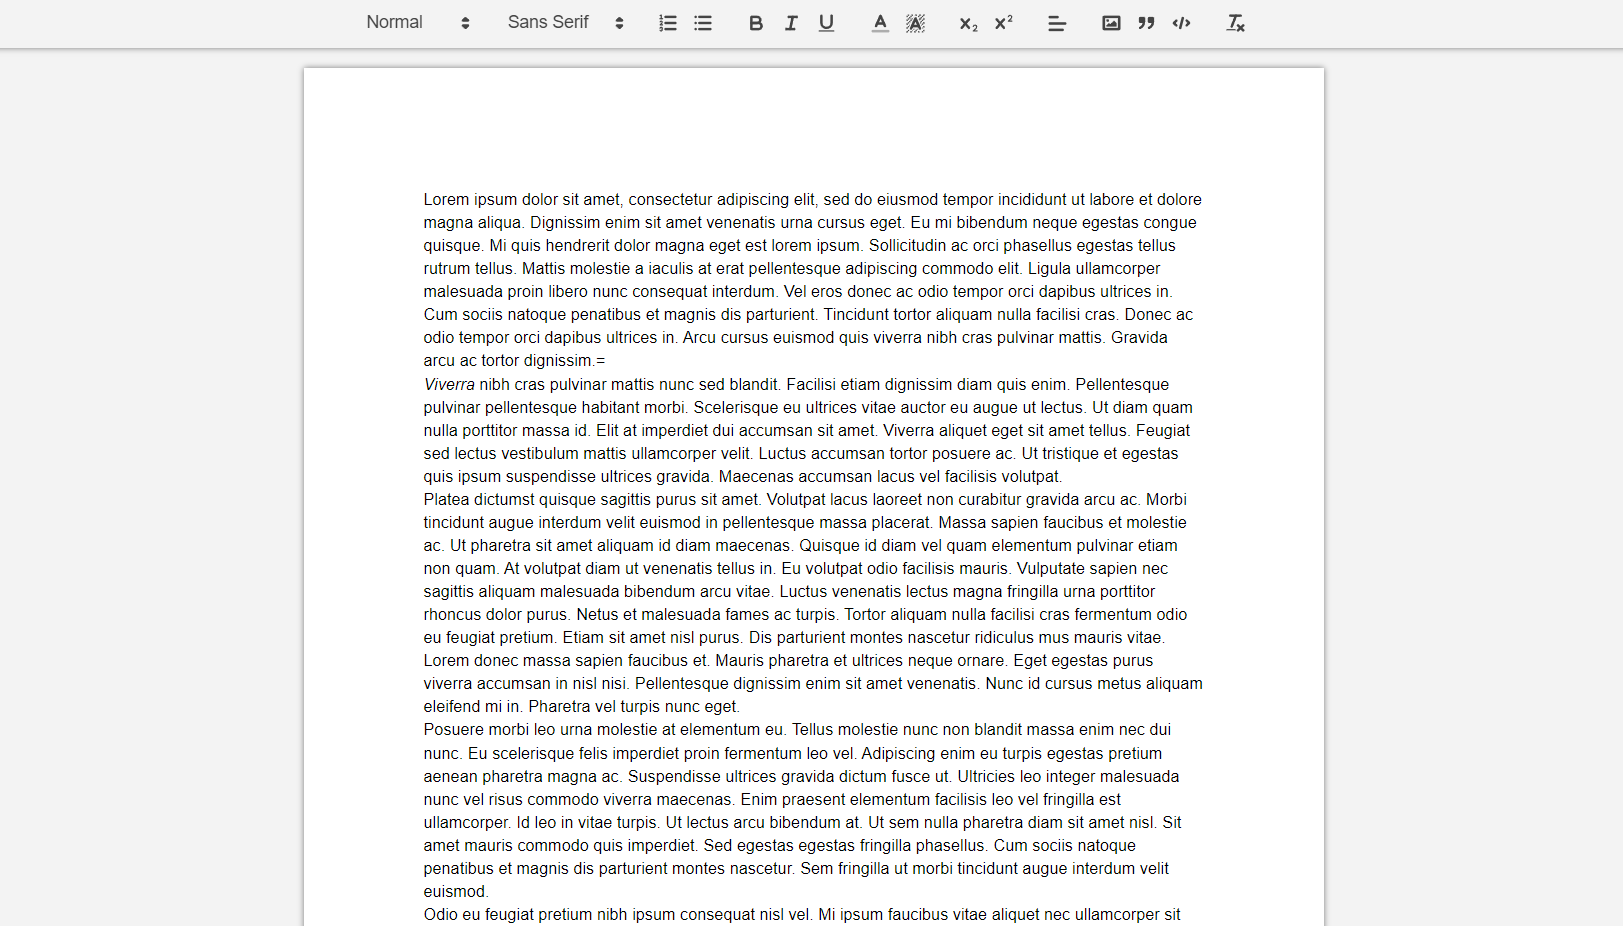 Normal Sans Serif
Lorem ipsum dolor sit amet, consectetur adipiscing elit, sed do eiusmod tempor incididunt ut labore et dolore
magna aliqua. Dignissim enim sit amet venenatis urna cursus eget. Eu mi bibendum neque egestas congue
quisque. Mi quis hendrerit dolor magna eget est lorem ipsum. Sollicitudin ac orci phasellus egestas tellus
rutrum tellus. Mattis molestie a iaculis at erat pellentesque adipiscing commodo elit. Ligula ullamcorper
malesuada proin libero nunc consequat interdum. Vel eros donec ac odio tempor orci dapibus ultrices in.
Cum sociis natoque penatibus et magnis dis parturient. Tincidunt tortor aliquam nulla facilisi cras. Donec ac
odio tempor orci dapibus ultrices in. Arcu cursus euismod quis viverra nibh cras pulvinar mattis. Gravida
arcu ac tortor dignissim.=
Viverra nibh cras pulvinar mattis nunc sed blandit. Facilisi etiam dignissim diam quis enim. Pellentesque
pulvinar pellentesque habitant morbi. Scelerisque eu ultrices vitae auctor eu augue ut lectus. Ut diam quam
nulla porttitor massa id. Elit at imperdiet dui accumsan sit amet. Viverra aliquet eget sit amet tellus. Feugiat
sed lectus vestibulum mattis ullamcorper velit. Luctus accumsan tortor posuere ac. Ut tristique et egestas
quis ipsum suspendisse ultrices gravida. Maecenas accumsan lacus vel facilisis volutpat.
Platea dictumst quisque sagittis purus sit amet. Volutpat lacus laoreet non curabitur gravida arcu ac. Morbi
tincidunt augue interdum velit euismod in pellentesque massa placerat. Massa sapien faucibus et molestie
ac. Ut pharetra sit amet aliquam id diam maecenas. Quisque id diam vel quam elementum pulvinar etiam
non quam. At volutpat diam ut venenatis tellus in. Eu volutpat odio facilisis mauris. Vulputate sapien nec
sagittis aliquam malesuada bibendum arcu vitae. Luctus venenatis lectus magna fringilla urna porttitor
rhoncus dolor purus. Netus et malesuada fames ac turpis. Tortor aliquam nulla facilisi cras fermentum odio
eu feugiat pretium. Etiam sit amet nisl purus. Dis parturient montes nascetur ridiculus mus mauris vitae.
Lorem donec massa sapien faucibus et. Mauris pharetra et ultrices neque ornare. Eget egestas purus
viverra accumsan in nisl nisi. Pellentesque dignissim enim sit amet venenatis. Nunc id cursus metus aliquam
eleifend mi in. Pharetra vel turpis nunc eget.
Posuere morbi leo urna molestie at elementum eu. Tellus molestie nunc non blandit massa enim nec dui
nunc. Eu scelerisque felis imperdiet proin fermentum leo vel. Adipiscing enim eu turpis egestas pretium
aenean pharetra magna ac. Suspendisse ultrices gravida dictum fusce ut. Ultricies leo integer malesuada
nunc vel risus commodo viverra maecenas. Enim praesent elementum facilisis leo vel fringilla est
ullamcorper. Id leo in vitae turpis. Ut lectus arcu bibendum at. Ut sem nulla pharetra diam sit amet nisl. Sit
amet mauris commodo quis imperdiet. Sed egestas egestas fringilla phasellus. Cum sociis natoque
penatibus et magnis dis parturient montes nascetur. Sem fringilla ut morbi tincidunt augue interdum velit
euismod.
Odio eu feugiat pretium nibh ipsum consequat nisl vel. Mi ipsum faucibus vitae aliquet nec ullamcorper sit